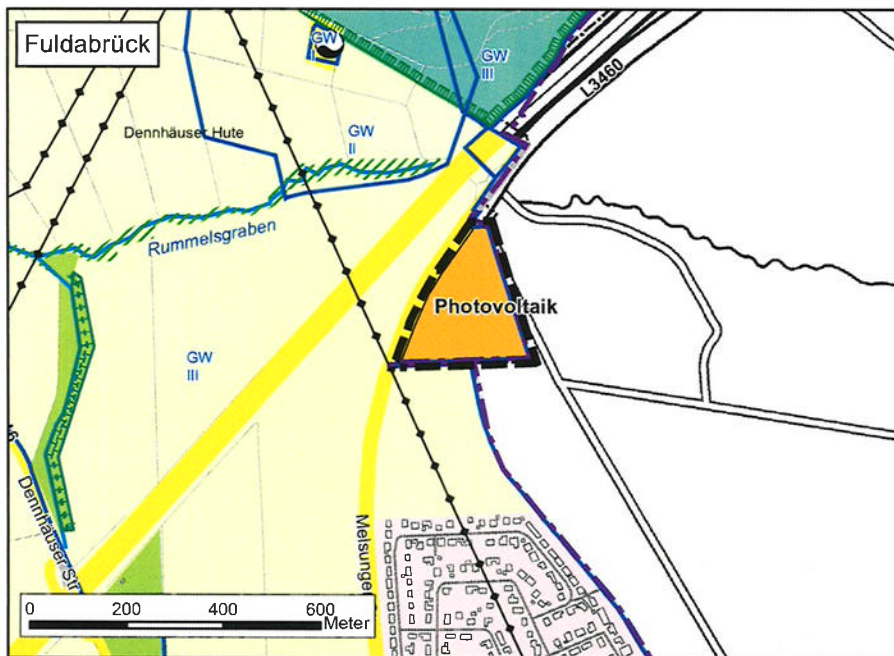 Fuldabrück
GW
I
GW
III
L3460
Dennhäuser Hute
GW
II
Rummelsgraben
Photovoltaik
GW
III
Dennhäuser Str
Melsunger
0 200 400 600
Meter